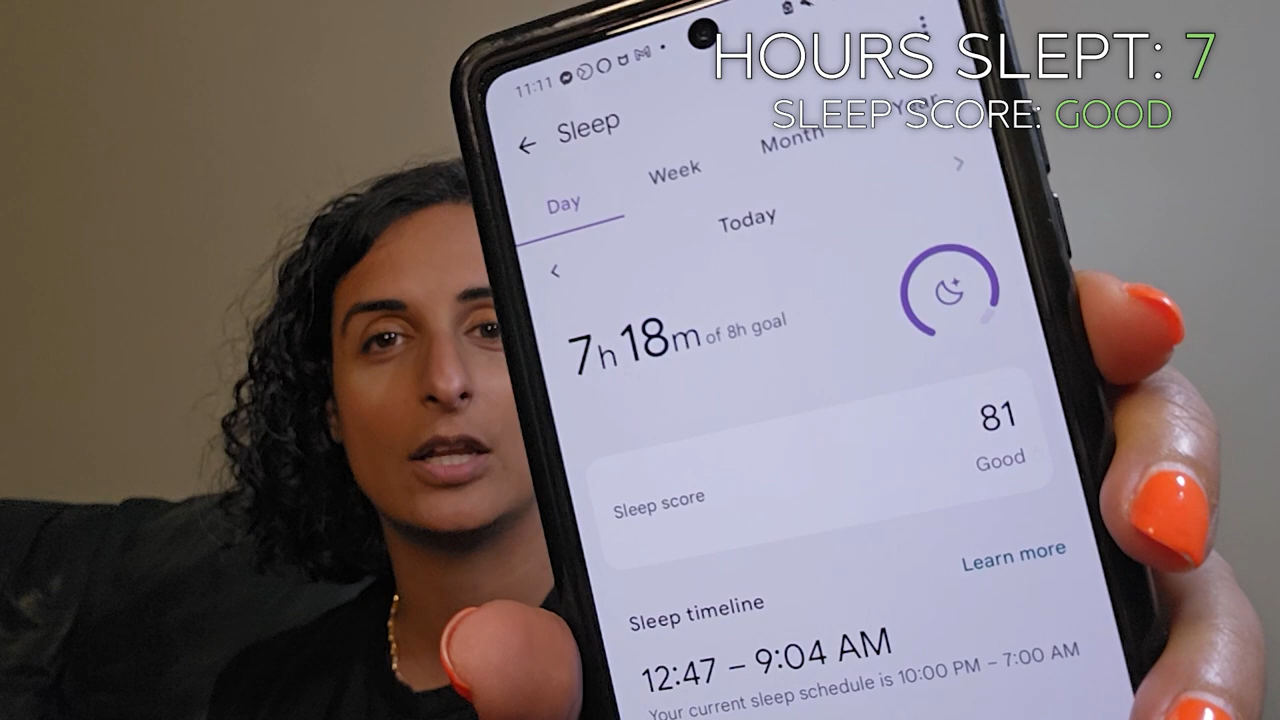 HOURS SLEPT: 7
SLEEP SCORE: GOOD
11:11
Sleep
Day Week Month Year
Today
7h 18m of 8h goal
81
Good
Sleep score
Learn more
Sleep timeline
12:47 – 9:04 AM
Your current sleep schedule is 10:00 PM – 7:00 AM